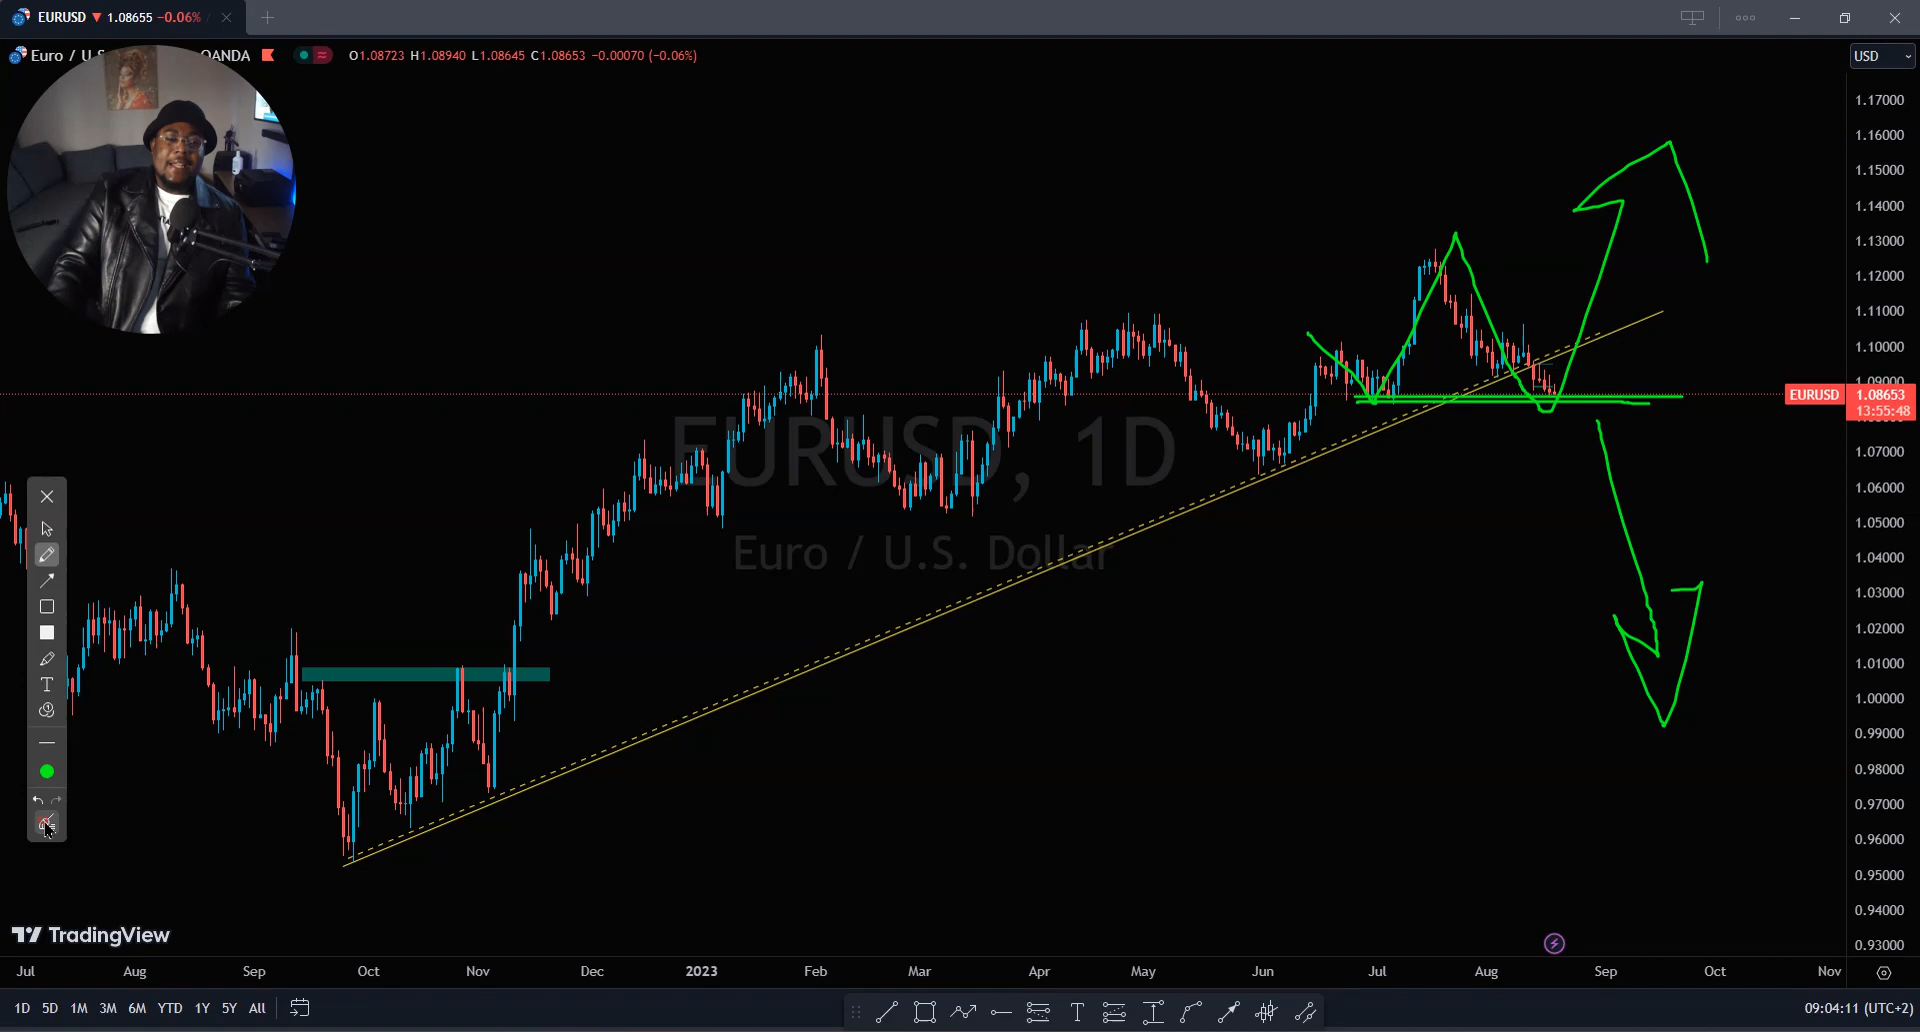 EURUSD ▼ 1.08655 −0.06% /
Euro / U.S OANDA O1.08723 H1.08940 L1.08645 C1.08653 −0.00070 (−0.06%)
USD
1.17000
1.16000
1.15000
1.14000
1.13000
1.12000
1.11000
1.10000
1.09000
EURUSD 1.08653
13:55:48
1.07000
1.06000
1.05000
1.04000
1.03000
1.02000
1.01000
1.00000
0.99000
0.98000
0.97000
0.96000
0.95000
0.94000
0.93000
EURUSD, 1D
Euro / U.S. Dollar
T
TradingView
Jul Aug Sep Oct Nov Dec 2023 Feb Mar Apr May Jun Jul Aug Sep Oct Nov
1D 5D 1M 3M 6M YTD 1Y 5Y All T 09:04:11 (UTC+2)